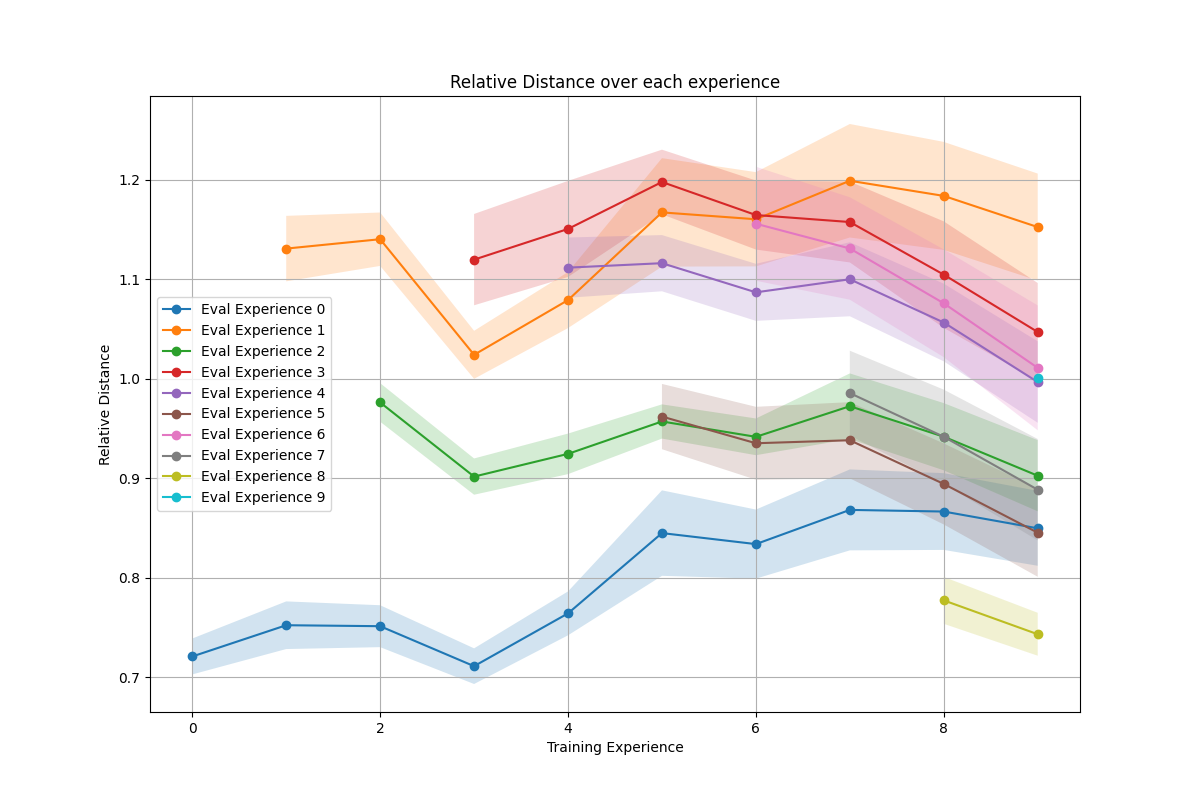 Relative Distance over each experience
Relative Distance
1.2
1.1
1.0
0.9
0.8
0.7
Eval Experience 0
Eval Experience 1
Eval Experience 2
Eval Experience 3
Eval Experience 4
Eval Experience 5
Eval Experience 6
Eval Experience 7
Eval Experience 8
Eval Experience 9
0 2 4 6 8
Training Experience